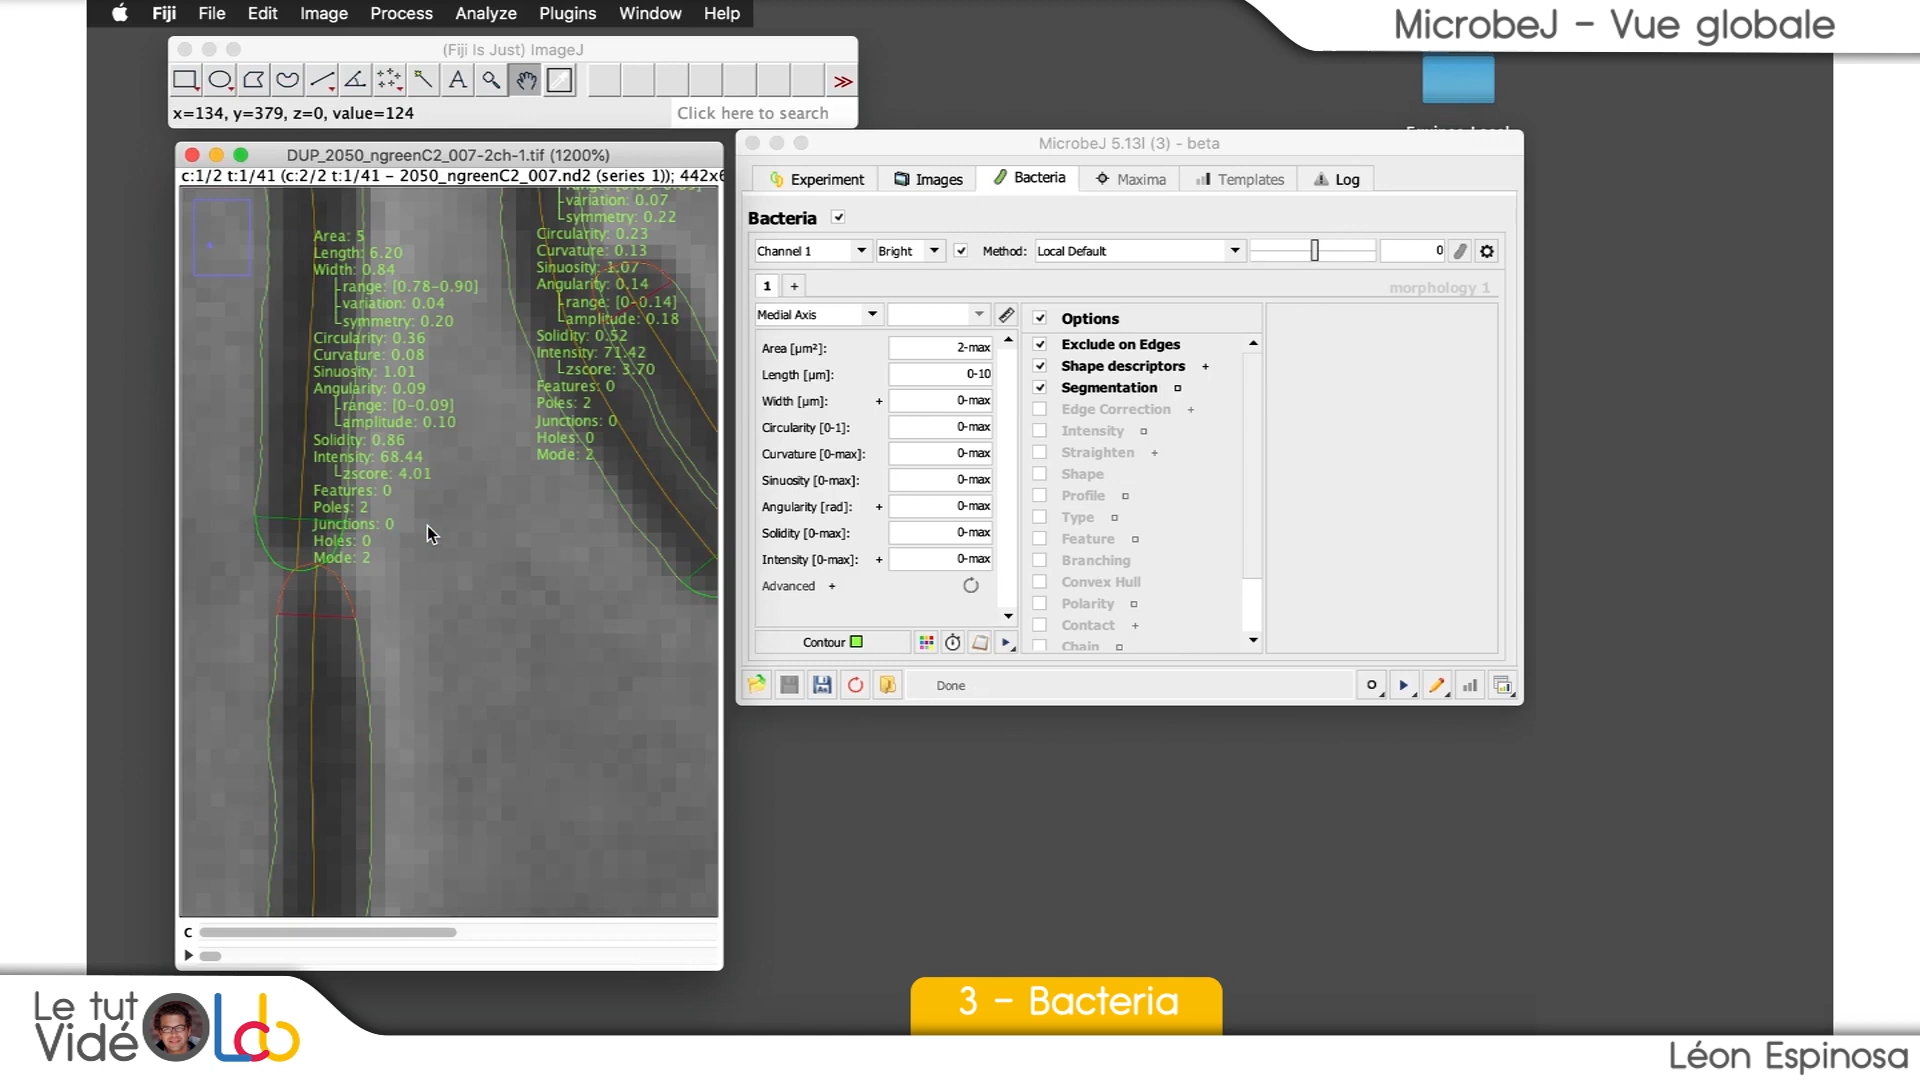 Fiji File Edit Image Process Analyze Plugins Window Help
MicrobeJ - Vue globale
(Fiji Is Just) ImageJ
x=134, y=379, z=0, value=124
Click here to search
DUP_2050_ngreenC2_007-2ch-1.tif (1200%)
c:1/2 t:1/41 (c:2/2 t:1/41 - 2050_ngreenC2_007.nd2 (series 1)); 442x6
Area: 5
Length: 6.20
Width: 0.84
range: [0.78-0.90]
variation: 0.04
symmetry: 0.20
Circularity: 0.36
Curvature: 0.08
Sinuosity: 1.01
Angularity: 0.09
range: [0-0.09]
amplitude: 0.10
Solidity: 0.86
Intensity: 68.44
zscore: 4.01
Features: 0
Poles: 2
Junctions: 0
Holes: 0
Mode: 2
variation: 0.07
symmetry: 0.22
Circularity: 0.23
Curvature: 0.13
Sinuosity: 1.07
Angularity: 0.14
range: [0-0.14]
amplitude: 0.18
Solidity: 0.52
Intensity: 71.42
zscore: 3.70
Features: 0
Poles: 2
Junctions: 0
Holes: 0
Mode: 2
C
MicrobeJ 5.13l (3) - beta
Experiment Images Bacteria Maxima Templates Log
Bacteria
Channel 1 Bright Method: Local Default 0
1 +
morphology 1
Medial Axis
Area [µm²]: 2-max
Length [µm]: 0-10
Width [µm]: + 0-max
Circularity [0-1]: 0-max
Curvature [0-max]: 0-max
Sinuosity [0-max]: 0-max
Angularity [rad]: + 0-max
Solidity [0-max]: 0-max
Intensity [0-max]: + 0-max
Advanced +
Contour
Options
Exclude on Edges
Shape descriptors +
Segmentation
Edge Correction +
Intensity
Straighten +
Shape
Profile
Type
Feature
Branching
Convex Hull
Polarity
Contact +
Chain
Done
3 - Bacteria
Le tut
Vidé
Lcb
Léon Espinosa